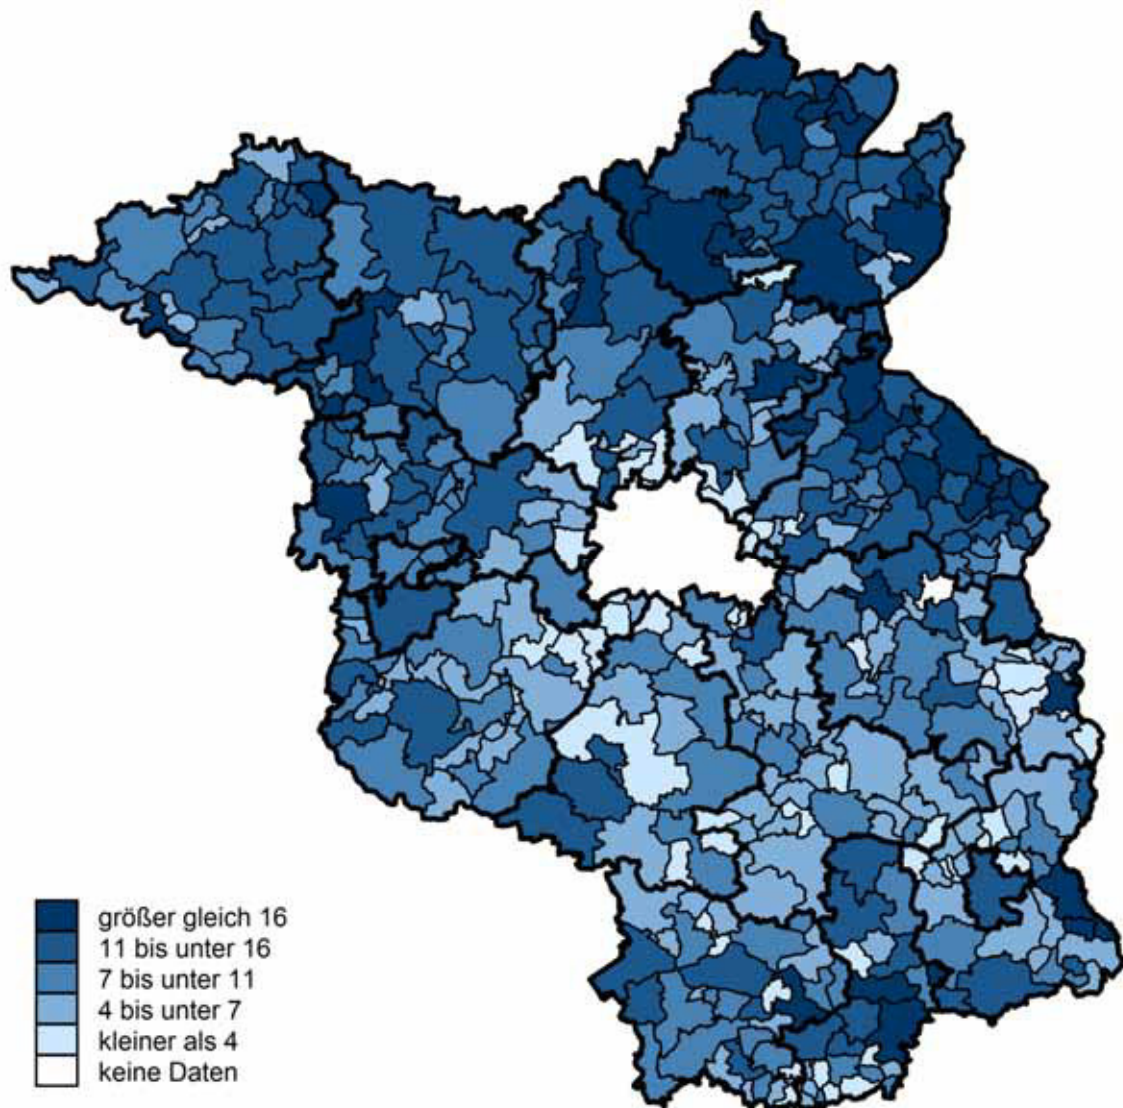 größer gleich 16
11 bis unter 16
7 bis unter 11
4 bis unter 7
kleiner als 4
keine Daten